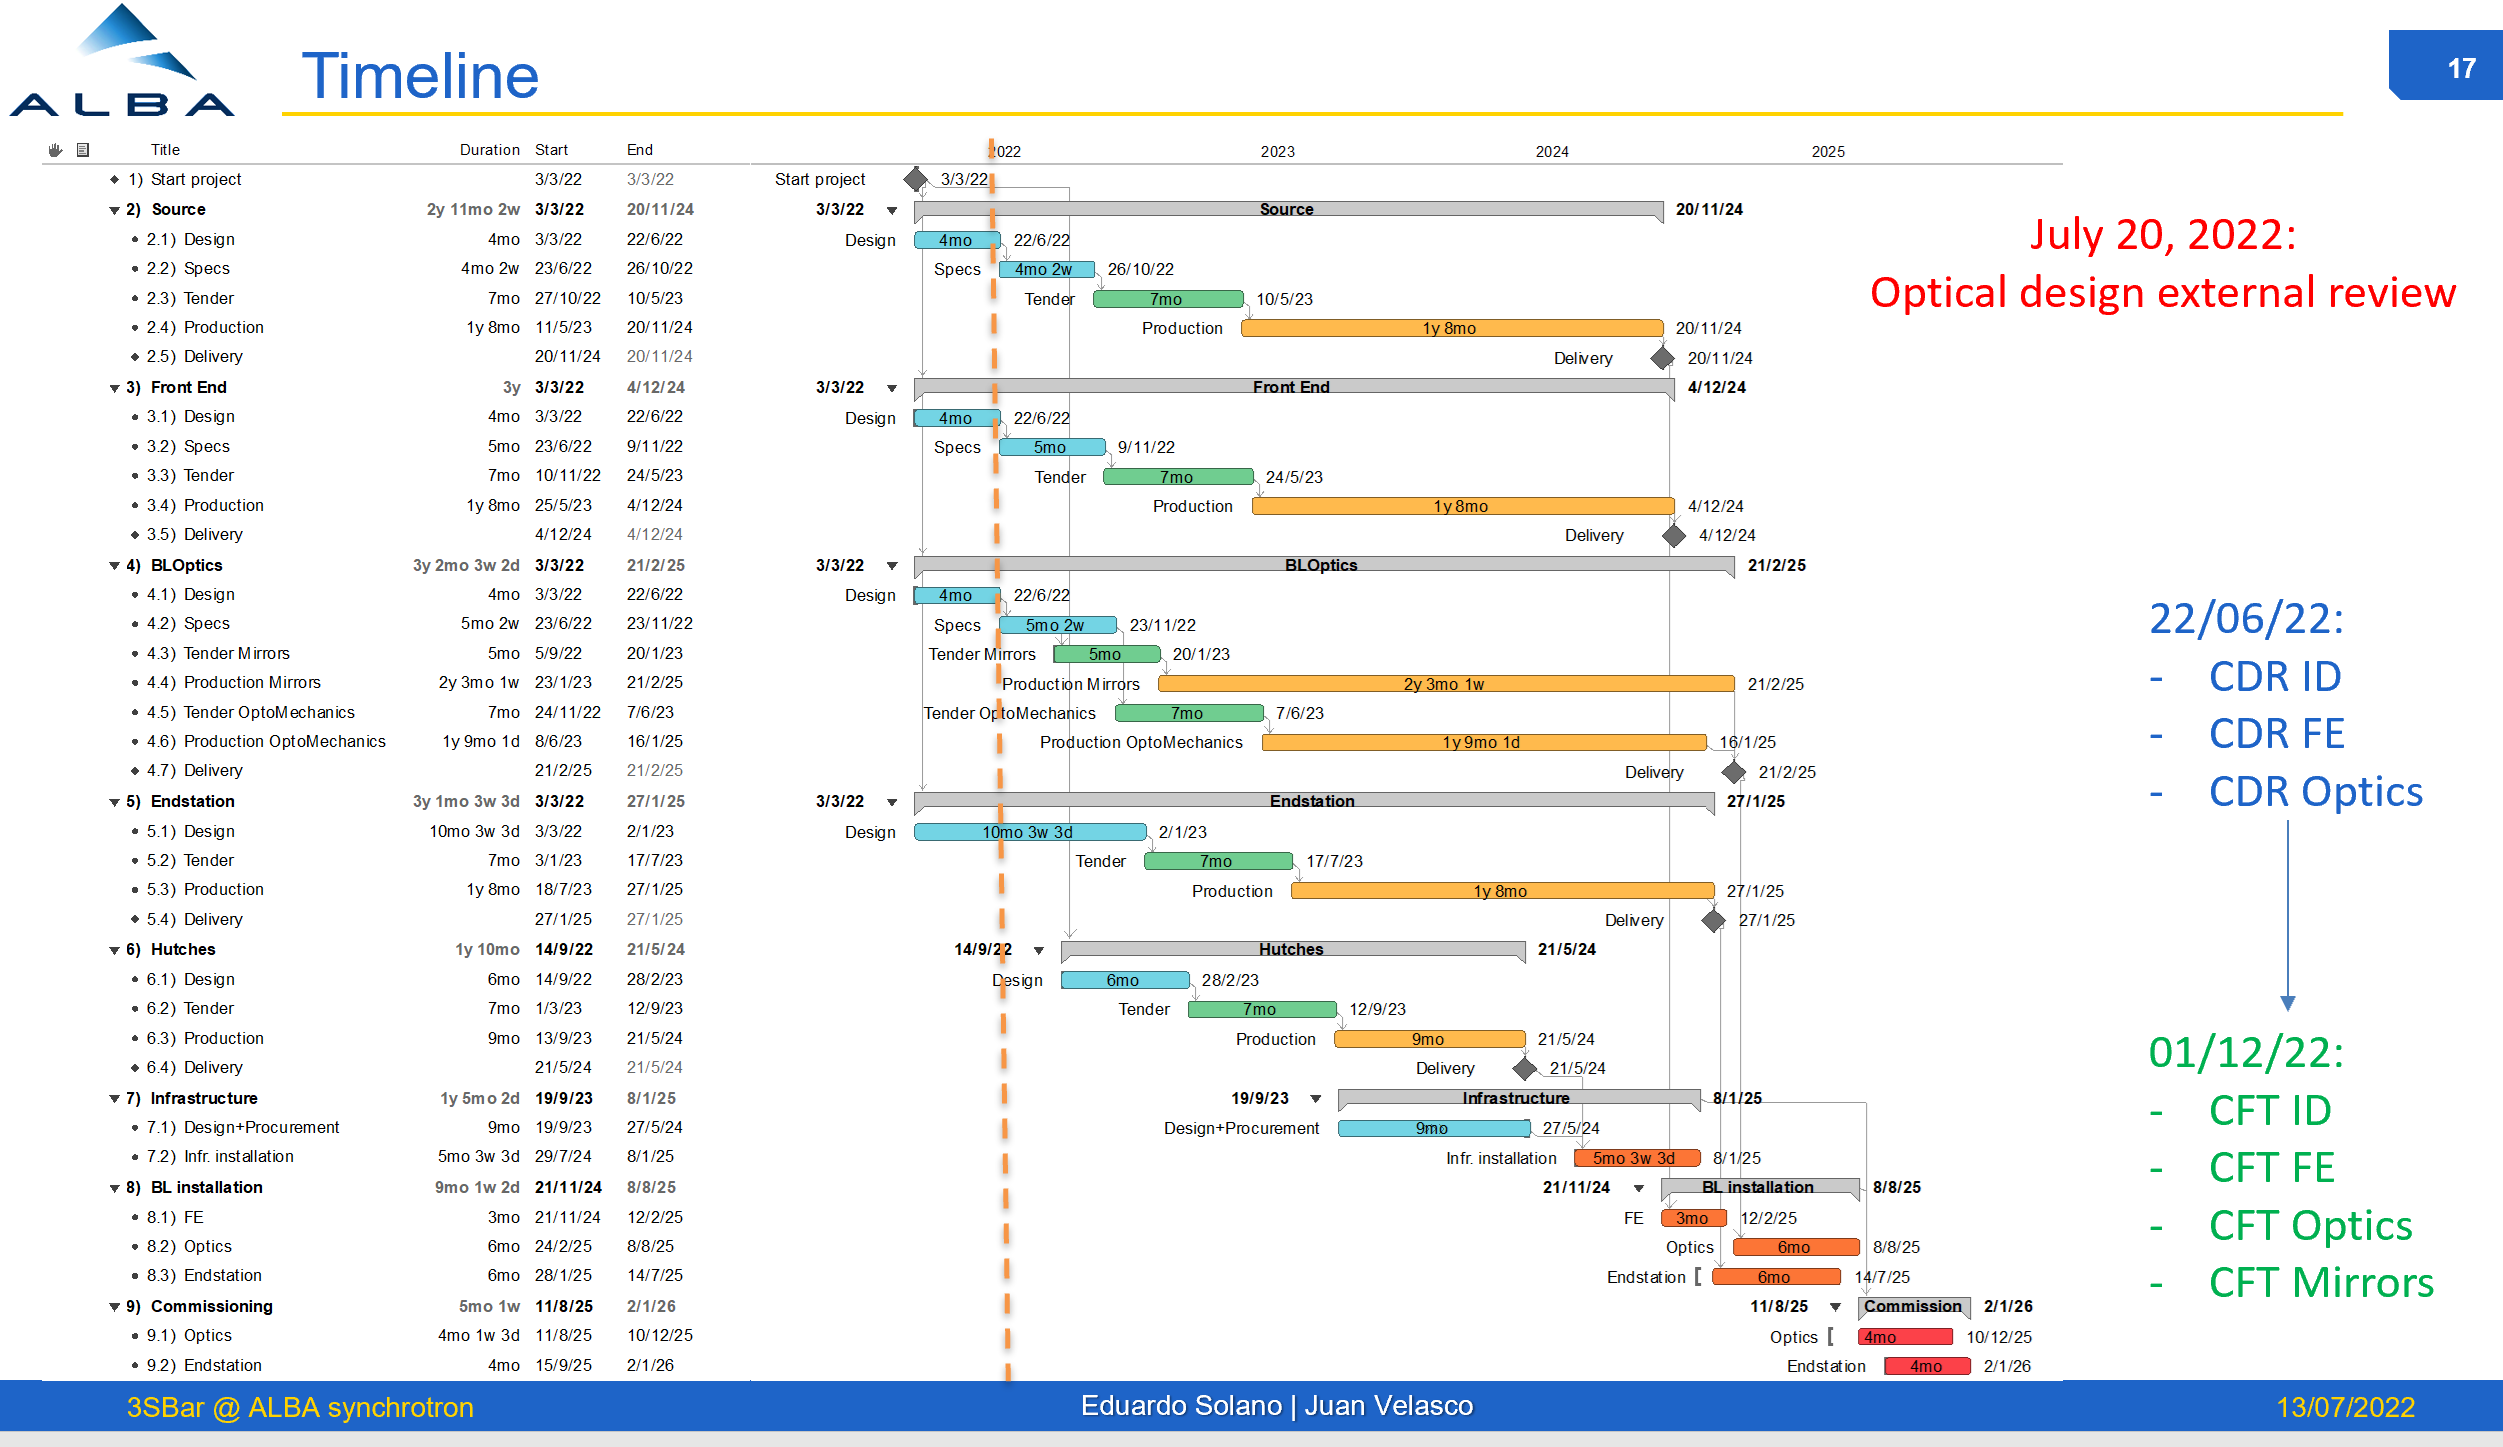 ALBA
Timeline
17
Title Duration Start End 2022 2023 2024 2025
1) Start project 3/3/22 3/3/22 Start project 3/3/22
2) Source 2y 11mo 2w 3/3/22 20/11/24 3/3/22 Source 20/11/24
2.1) Design 4mo 3/3/22 22/6/22 Design 4mo 22/6/22
2.2) Specs 4mo 2w 23/6/22 26/10/22 Specs 4mo 2w 26/10/22
2.3) Tender 7mo 27/10/22 10/5/23 Tender 7mo 10/5/23
2.4) Production 1y 8mo 11/5/23 20/11/24 Production 1y 8mo 20/11/24
2.5) Delivery 20/11/24 20/11/24 Delivery 20/11/24
3) Front End 3y 3/3/22 4/12/24 3/3/22 Front End 4/12/24
3.1) Design 4mo 3/3/22 22/6/22 Design 4mo 22/6/22
3.2) Specs 5mo 23/6/22 9/11/22 Specs 5mo 9/11/22
3.3) Tender 7mo 10/11/22 24/5/23 Tender 7mo 24/5/23
3.4) Production 1y 8mo 25/5/23 4/12/24 Production 1y 8mo 4/12/24
3.5) Delivery 4/12/24 4/12/24 Delivery 4/12/24
4) BLOptics 3y 2mo 3w 2d 3/3/22 21/2/25 3/3/22 BLOptics 21/2/25
4.1) Design 4mo 3/3/22 22/6/22 Design 4mo 22/6/22
4.2) Specs 5mo 2w 23/6/22 23/11/22 Specs 5mo 2w 23/11/22
4.3) Tender Mirrors 5mo 5/9/22 20/1/23 Tender Mirrors 5mo 20/1/23
4.4) Production Mirrors 2y 3mo 1w 23/1/23 21/2/25 Production Mirrors 2y 3mo 1w 21/2/25
4.5) Tender OptoMechanics 7mo 24/11/22 7/6/23 Tender OptoMechanics 7mo 7/6/23
4.6) Production OptoMechanics 1y 9mo 1d 8/6/23 16/1/25 Production OptoMechanics 1y 9mo 1d 16/1/25
4.7) Delivery 21/2/25 21/2/25 Delivery 21/2/25
5) Endstation 3y 1mo 3w 3d 3/3/22 27/1/25 3/3/22 Endstation 27/1/25
5.1) Design 10mo 3w 3d 3/3/22 2/1/23 Design 10mo 3w 3d 2/1/23
5.2) Tender 7mo 3/1/23 17/7/23 Tender 7mo 17/7/23
5.3) Production 1y 8mo 18/7/23 27/1/25 Production 1y 8mo 27/1/25
5.4) Delivery 27/1/25 27/1/25 Delivery 27/1/25
6) Hutches 1y 10mo 14/9/22 21/5/24 14/9/22 Hutches 21/5/24
6.1) Design 6mo 14/9/22 28/2/23 Design 6mo 28/2/23
6.2) Tender 7mo 1/3/23 12/9/23 Tender 7mo 12/9/23
6.3) Production 9mo 13/9/23 21/5/24 Production 9mo 21/5/24
6.4) Delivery 21/5/24 21/5/24 Delivery 21/5/24
7) Infrastructure 1y 5mo 2d 19/9/23 8/1/25 19/9/23 Infrastructure 8/1/25
7.1) Design+Procurement 9mo 19/9/23 27/5/24 Design+Procurement 9mo 27/5/24
7.2) Infr. installation 5mo 3w 3d 29/7/24 8/1/25 Infr. installation 5mo 3w 3d 8/1/25
8) BL installation 9mo 1w 2d 21/11/24 8/8/25 21/11/24 BL installation 8/8/25
8.1) FE 3mo 21/11/24 12/2/25 FE 3mo 12/2/25
8.2) Optics 6mo 24/2/25 8/8/25 Optics 6mo 8/8/25
8.3) Endstation 6mo 28/1/25 14/7/25 Endstation 6mo 14/7/25
9) Commissioning 5mo 1w 11/8/25 2/1/26 11/8/25 Commission 2/1/26
9.1) Optics 4mo 1w 3d 11/8/25 10/12/25 Optics 4mo 10/12/25
9.2) Endstation 4mo 15/9/25 2/1/26 Endstation 4mo 2/1/26
July 20, 2022:
Optical design external review
22/06/22:
- CDR ID
- CDR FE
- CDR Optics
01/12/22:
- CFT ID
- CFT FE
- CFT Optics
- CFT Mirrors
3SBar @ ALBA synchrotron
Eduardo Solano | Juan Velasco
13/07/2022